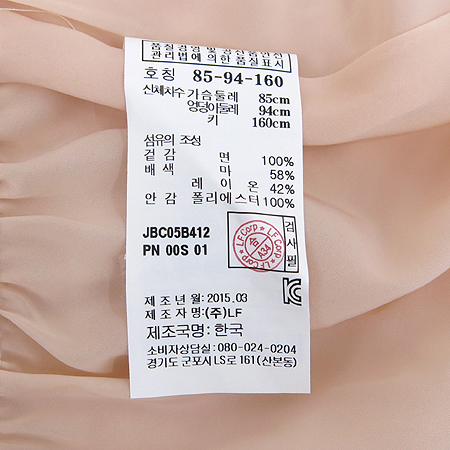 품질경영 및 공산품안전
관리법에 의한 품질표시
호칭 85-94-160
신체치수 가슴둘레 85cm
엉덩이둘레 94cm
키 160cm
섬유의 조성
겉감 면 100%
배색 마 58%
레이온 42%
안감 폴리에스터 100%
JBC05B412
PN 00S 01
LF Corp
합
A34
LF Corp
검사필
제조년월: 2015.03
제조자명: (주)LF
제조국명: 한국
소비자상담실: 080-024-0204
경기도 군포시 LS로 161(산본동)